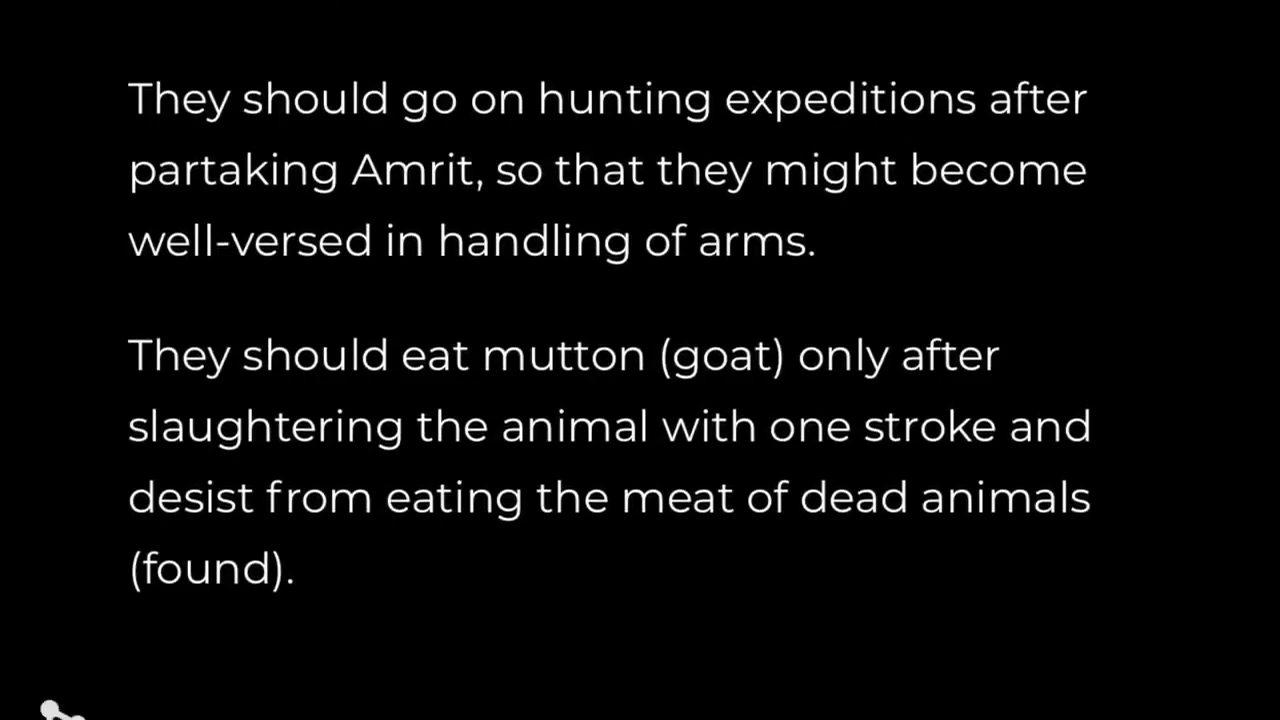 They should go on hunting expeditions after
partaking Amrit, so that they might become
well-versed in handling of arms.
They should eat mutton (goat) only after
slaughtering the animal with one stroke and
desist from eating the meat of dead animals
(found).